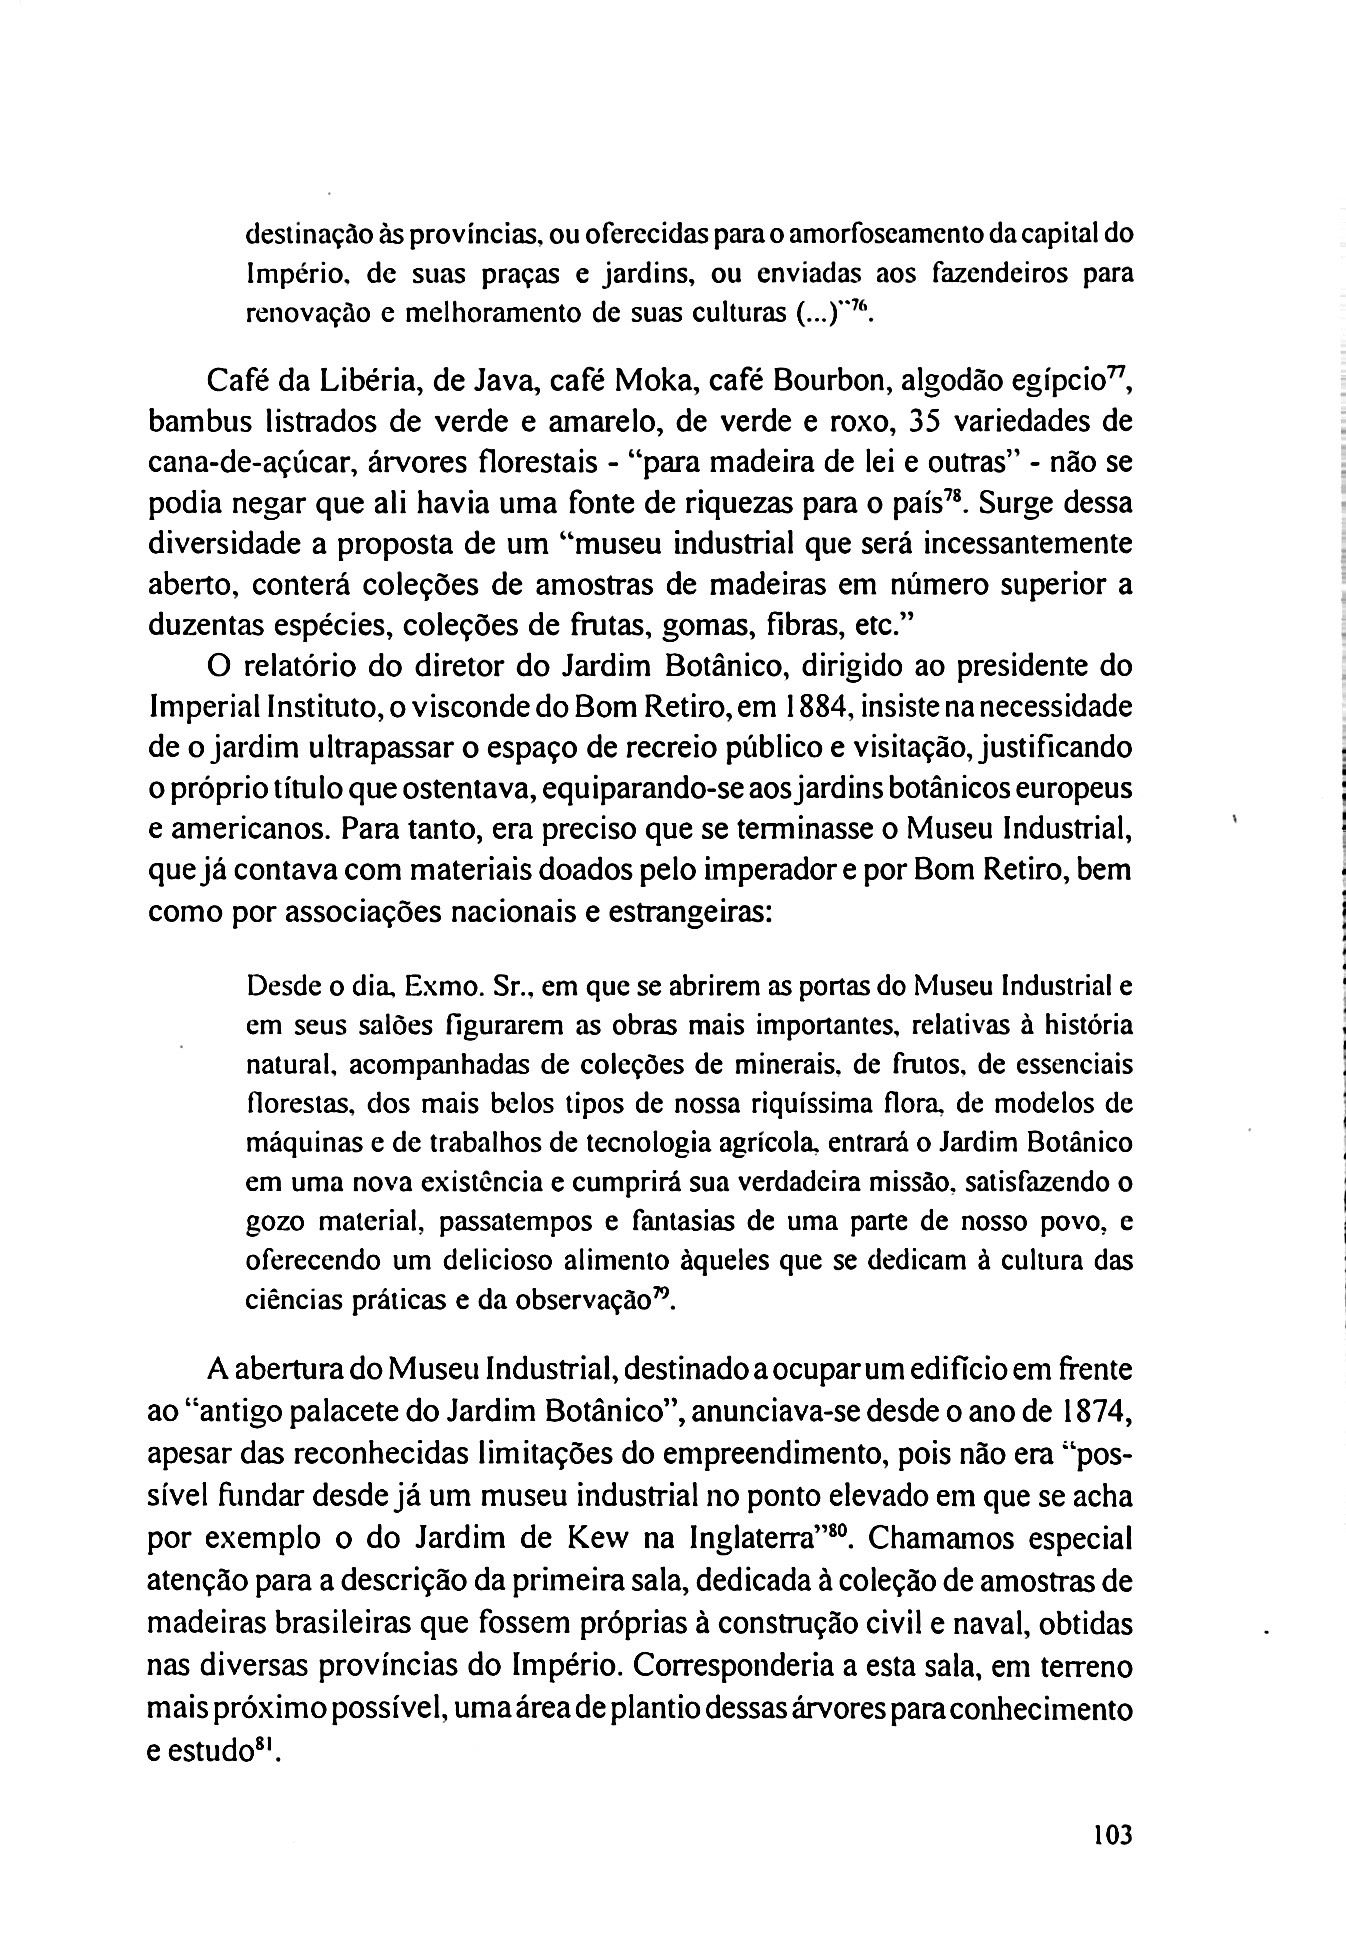 destinação às províncias, ou oferecidas para o amorfoseamento da capital do
Império, de suas praças e jardins, ou enviadas aos fazendeiros para
renovação e melhoramento de suas culturas (...)"⁷⁶.
Café da Libéria, de Java, café Moka, café Bourbon, algodão egípcio⁷⁷,
bambus listrados de verde e amarelo, de verde e roxo, 35 variedades de
cana-de-açúcar, árvores florestais - “para madeira de lei e outras” - não se
podia negar que ali havia uma fonte de riquezas para o país⁷⁸. Surge dessa
diversidade a proposta de um “museu industrial que será incessantemente
aberto, conterá coleções de amostras de madeiras em número superior a
duzentas espécies, coleções de frutas, gomas, fibras, etc.”
O relatório do diretor do Jardim Botânico, dirigido ao presidente do
Imperial Instituto, o visconde do Bom Retiro, em 1884, insiste na necessidade
de o jardim ultrapassar o espaço de recreio público e visitação, justificando
o próprio título que ostentava, equiparando-se aos jardins botânicos europeus
e americanos. Para tanto, era preciso que se terminasse o Museu Industrial,
que já contava com materiais doados pelo imperador e por Bom Retiro, bem
como por associações nacionais e estrangeiras:
Desde o dia, Exmo. Sr., em que se abrirem as portas do Museu Industrial e
em seus salões figurarem as obras mais importantes, relativas à história
natural, acompanhadas de coleções de minerais, de frutos, de essenciais
florestas, dos mais belos tipos de nossa riquíssima flora, de modelos de
máquinas e de trabalhos de tecnologia agrícola, entrará o Jardim Botânico
em uma nova existência e cumprirá sua verdadeira missão, satisfazendo o
gozo material, passatempos e fantasias de uma parte de nosso povo, e
oferecendo um delicioso alimento àqueles que se dedicam à cultura das
ciências práticas e da observação⁷⁹.
A abertura do Museu Industrial, destinado a ocupar um edifício em frente
ao “antigo palacete do Jardim Botânico”, anunciava-se desde o ano de 1874,
apesar das reconhecidas limitações do empreendimento, pois não era “pos-
sível fundar desde já um museu industrial no ponto elevado em que se acha
por exemplo o do Jardim de Kew na Inglaterra”⁸⁰. Chamamos especial
atenção para a descrição da primeira sala, dedicada à coleção de amostras de
madeiras brasileiras que fossem próprias à construção civil e naval, obtidas
nas diversas províncias do Império. Corresponderia a esta sala, em terreno
mais próximo possível, uma área de plantio dessas árvores para conhecimento
e estudo⁸¹.
103